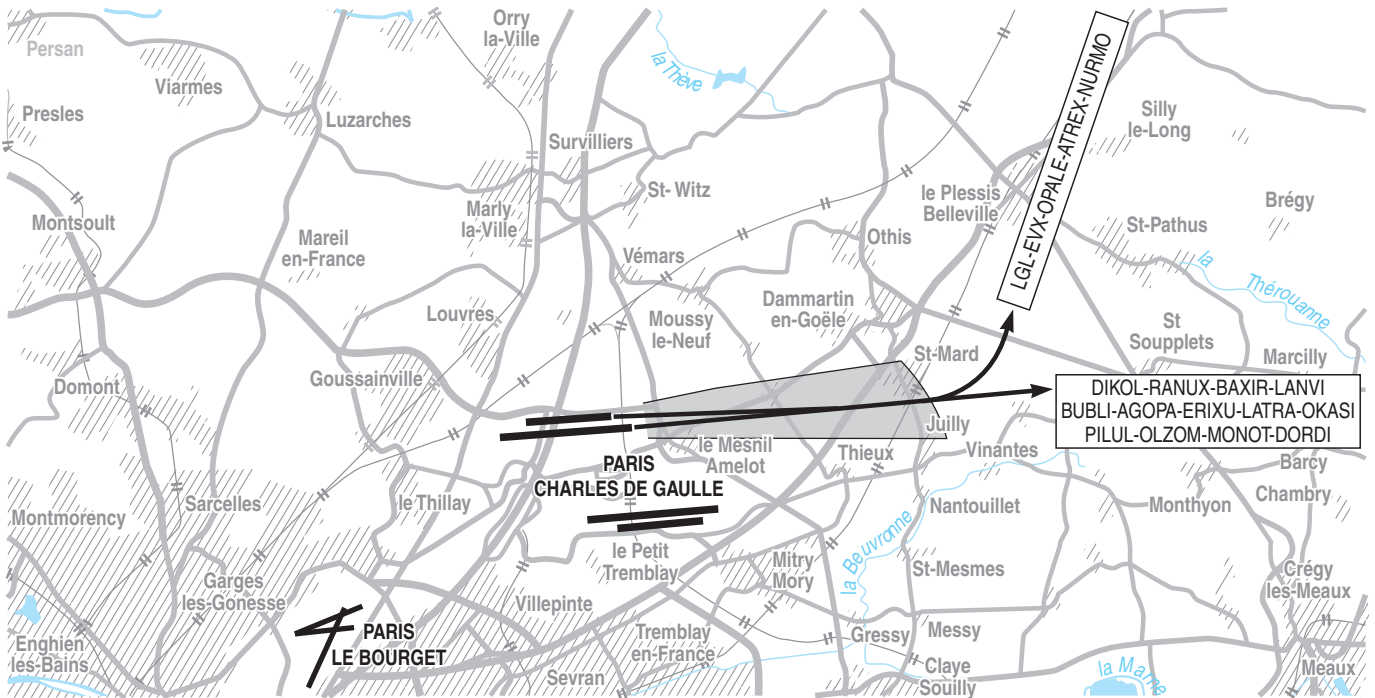 Persan
Orry
la-Ville
Viarmes
la Thève
Presles
Luzarches
Silly
le-Long
Survilliers
LGL-EVX-OPALE-ATREX-NURMO
St- Witz
le Plessis
Belleville
Brégy
Marly
la-Ville
Montsoult
St-Pathus
Mareil
en-France
Othis
Vémars
la Thérouanne
Dammartin
en-Goële
Louvres
Moussy
le-Neuf
St
Soupplets
St-Mard
Marcilly
Goussainville
Domont
DIKOL-RANUX-BAXIR-LANVI
BUBLI-AGOPA-ERIXU-LATRA-OKASI
PILUL-OLZOM-MONOT-DORDI
Juilly
le Mesnil
Amelot
Thieux
Vinantes
PARIS
CHARLES DE GAULLE
Barcy
Sarcelles
le Thillay
Chambry
Monthyon
Nantouillet
Montmorency
la Beuvronne
le Petit
Tremblay
Mitry
Mory
St-Mesmes
Crégy
les-Meaux
Garges
les-Gonesse
Villepinte
PARIS
LE BOURGET
Tremblay
en-France
Gressy
Messy
Enghien
les-Bains
Claye
Souilly
la Marne
Meaux
Sevran